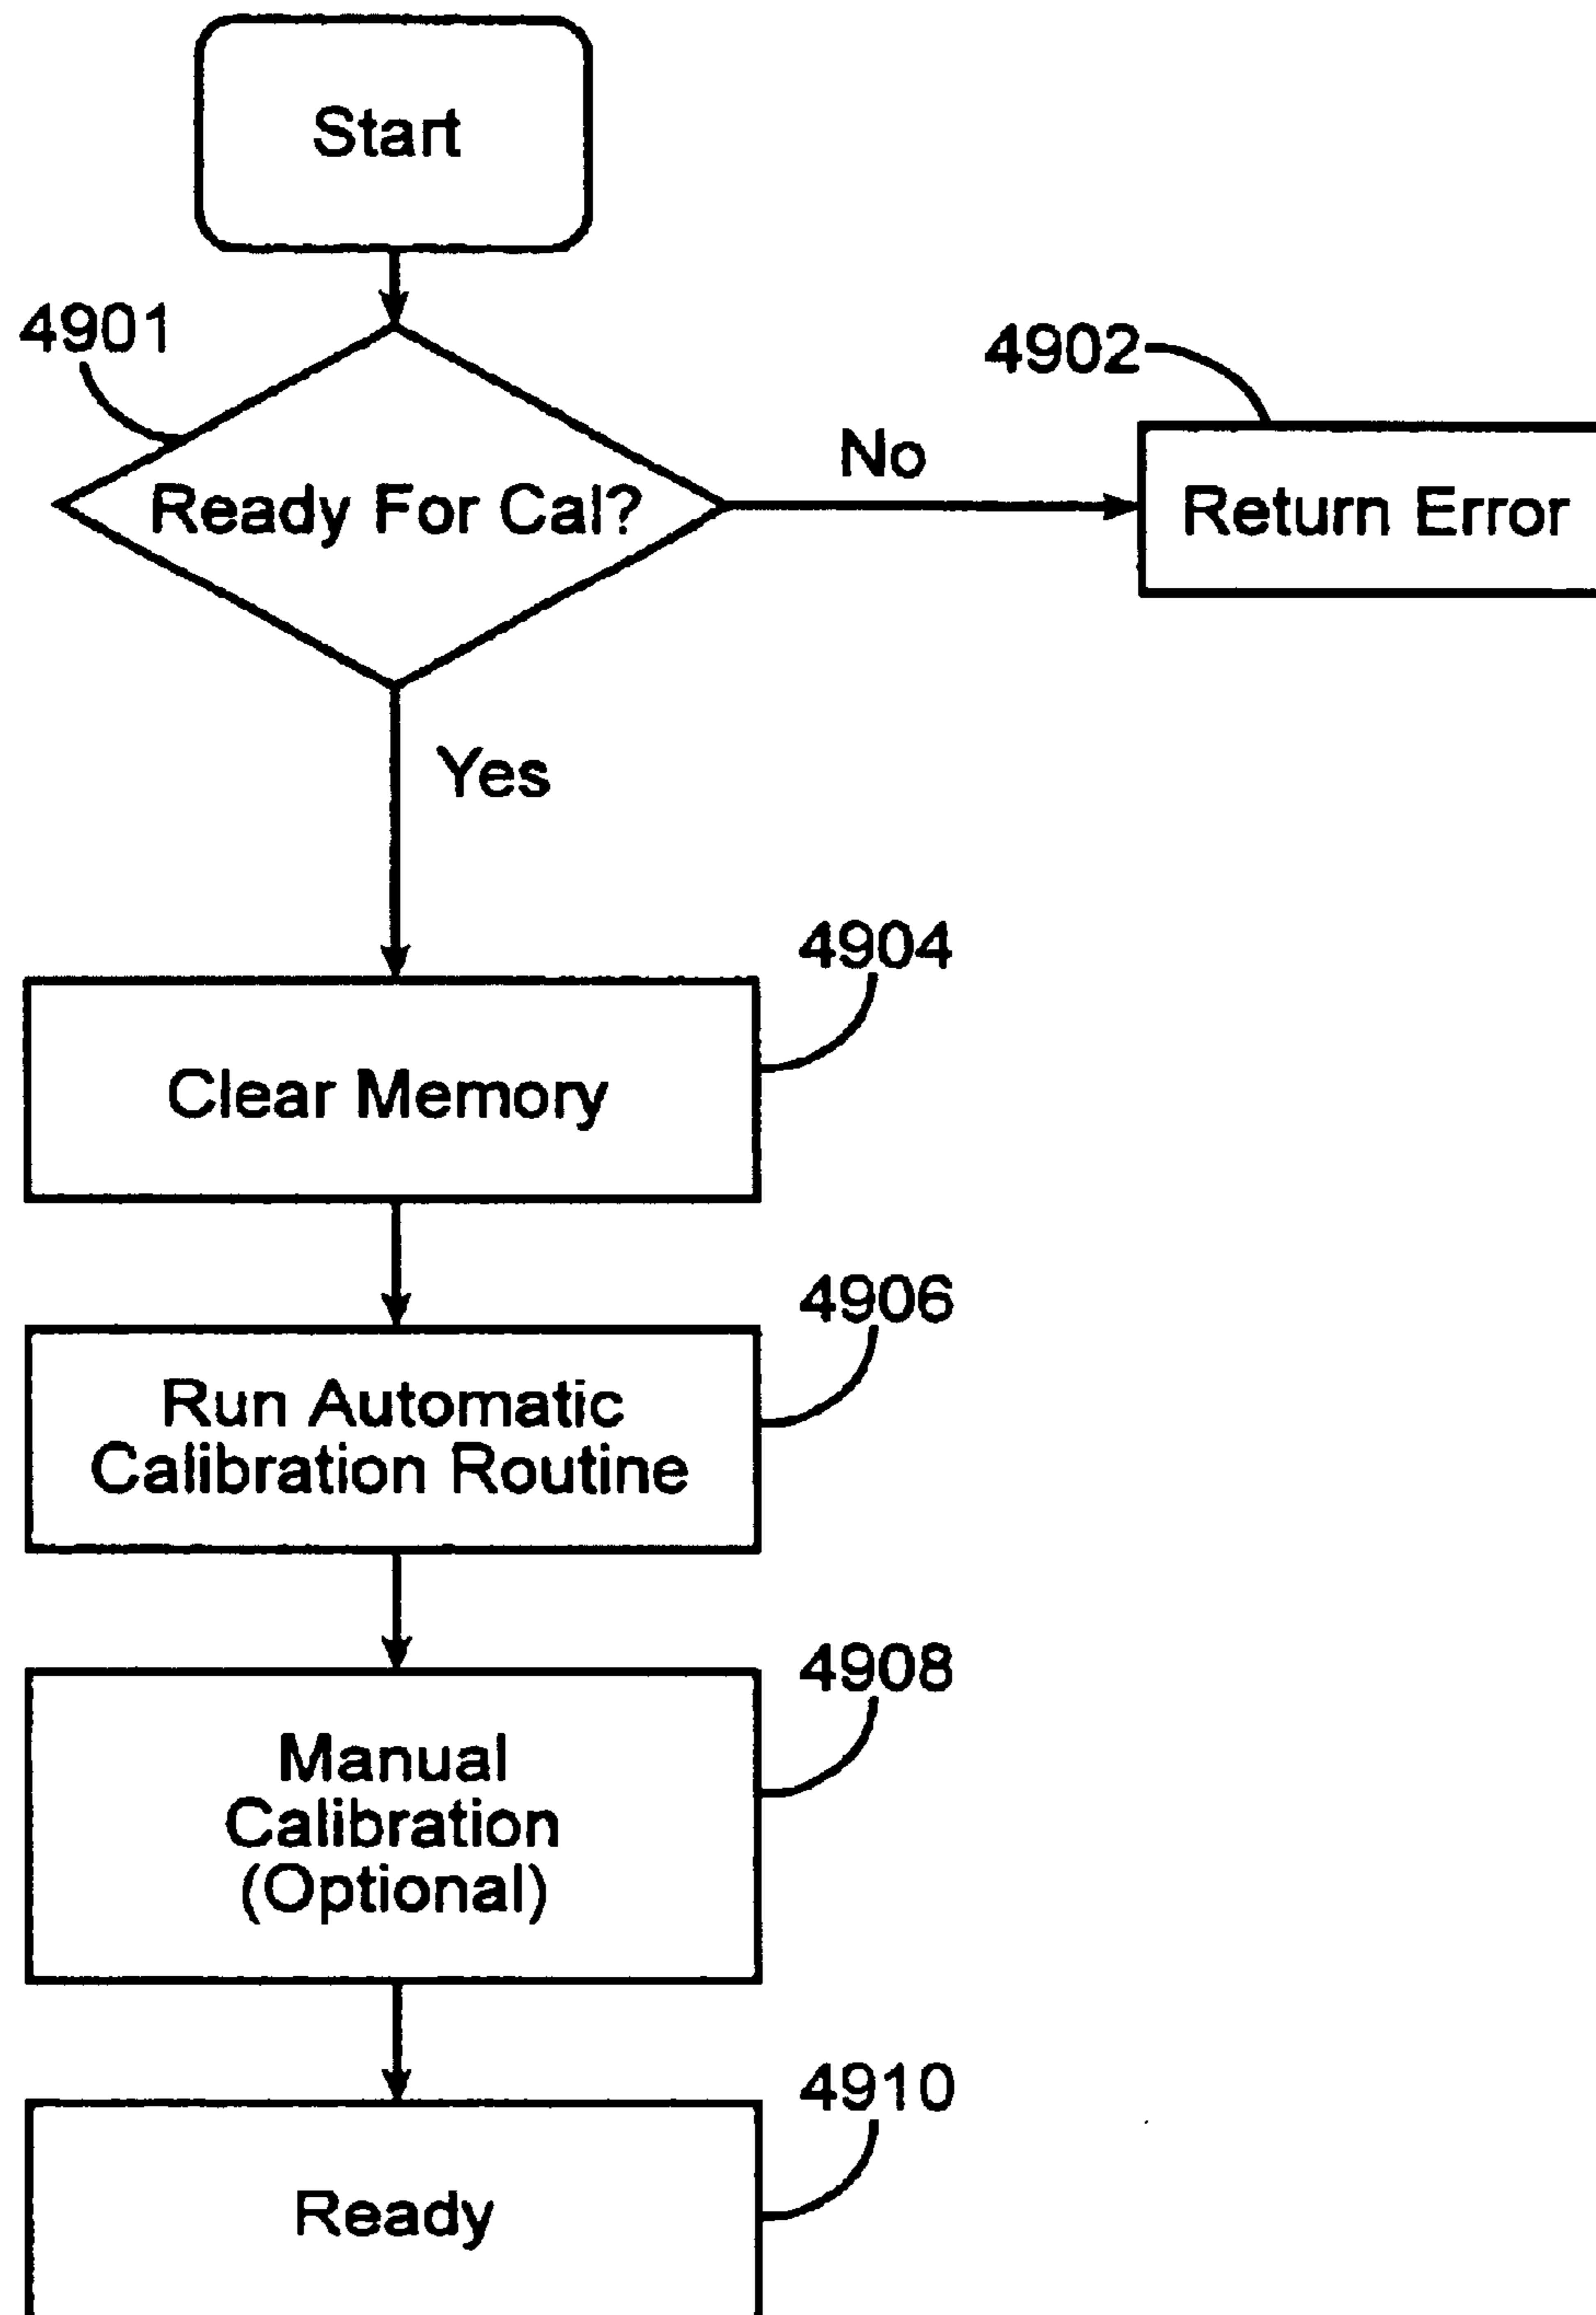 Start
4901
4902
Ready For Cal?
No
Return Error
Yes
4904
Clear Memory
4906
Run Automatic
Calibration Routine
4908
Manual
Calibration
(Optional)
4910
Ready